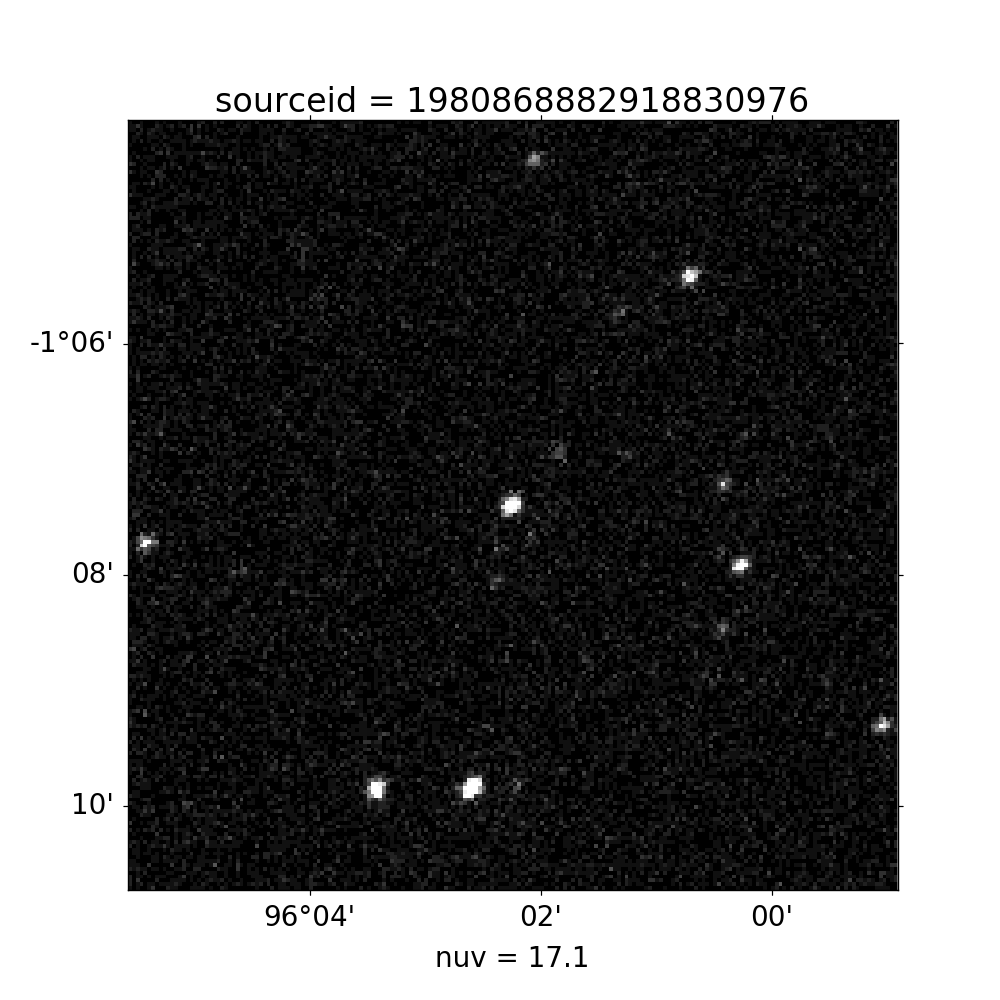 sourceid = 1980868882918830976
-1°06'
08'
10'
96°04' 02' 00'
nuv = 17.1